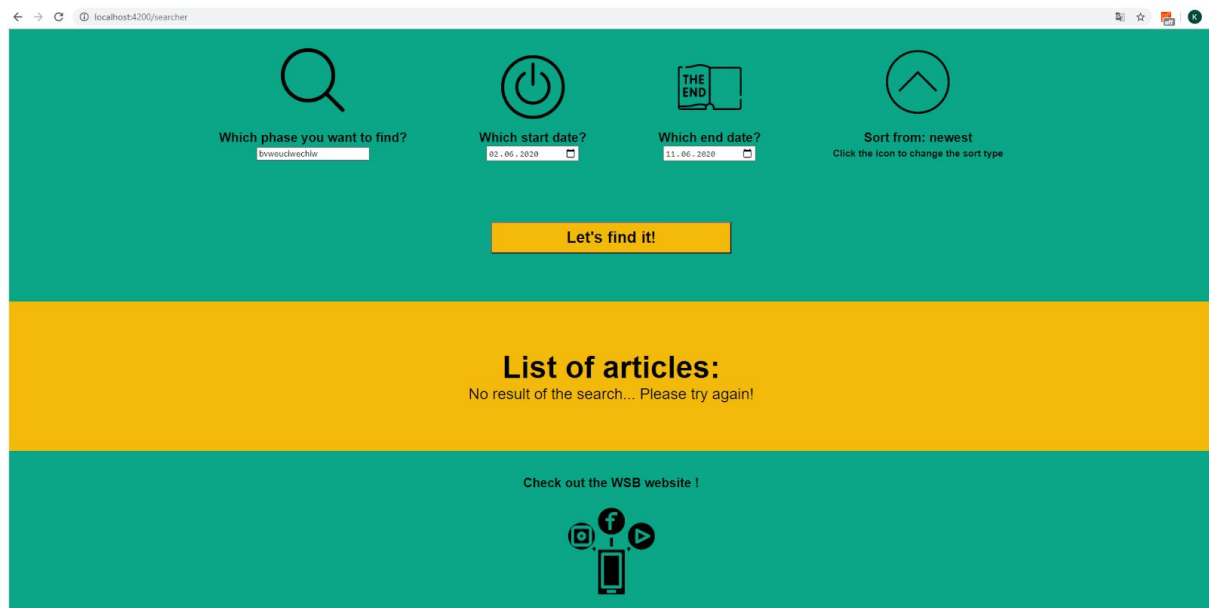 localhost:4200/searcher
off
K
THE
END
Which phase you want to find?
Which start date?
Which end date?
Sort from: newest
bvweuciwechiw
02.06.2020
11.06.2020
Click the icon to change the sort type
Let's find it!
List of articles:
No result of the search... Please try again!
Check out the WSB website !
f